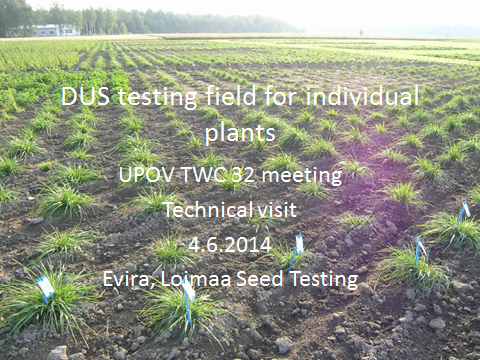 DUS testing field for individual
plants
UPOV TWC 32 meeting
Technical visit
4.6.2014
Evira, Loimaa Seed Testing